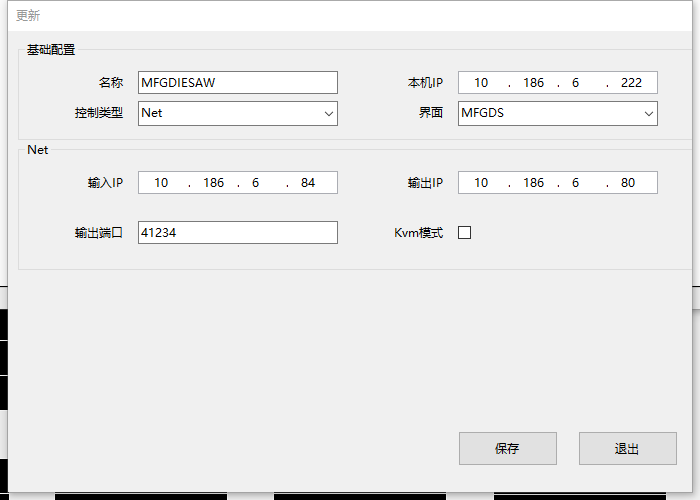 更新
基础配置
名称 MFGDIESAW 本机IP 10 . 186 . 6 . 222
控制类型 Net 界面 MFGDS
Net
输入IP 10 . 186 . 6 . 84 输出IP 10 . 186 . 6 . 80
输出端口 41234 Kvm模式
保存 退出